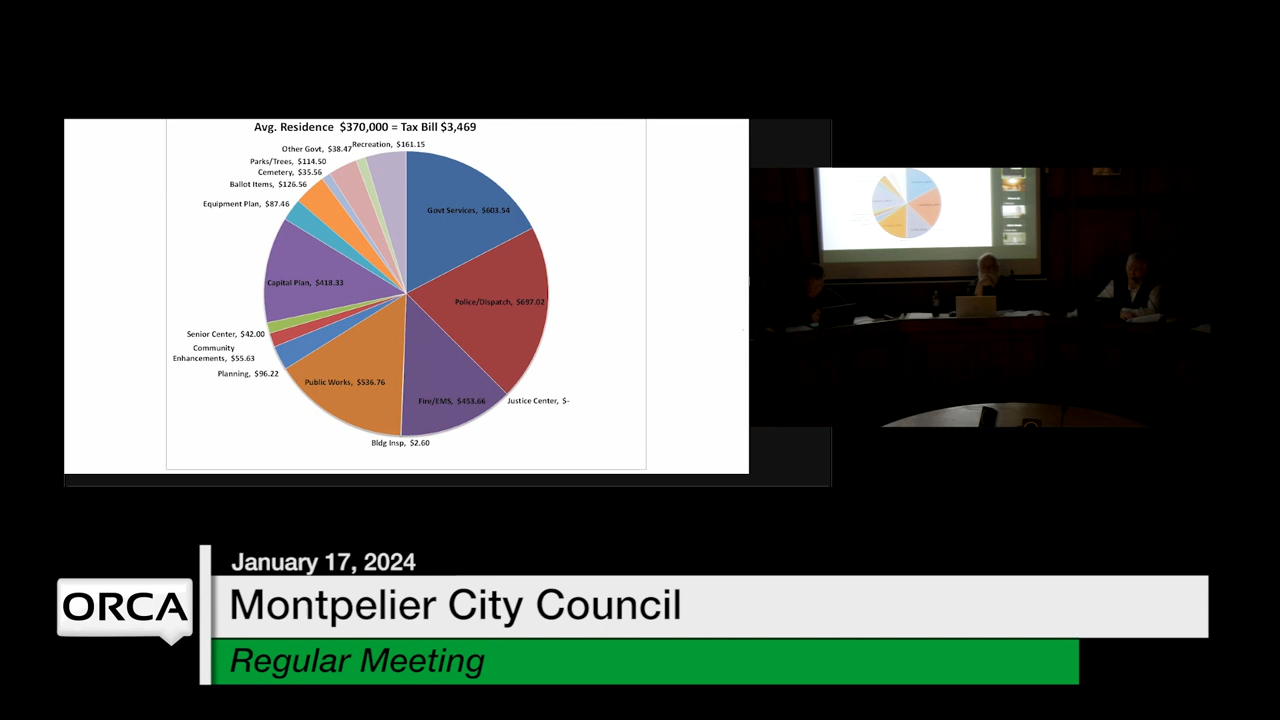 Avg. Residence $370,000 = Tax Bill $3,469
Recreation, $161.15
Other Govt, $38.47
Parks/Trees, $114.50
Cemetery, $35.56
Ballot Items, $126.56
Equipment Plan, $87.46
Govt Services, $603.54
Capital Plan, $418.33
Police/Dispatch, $697.02
Senior Center, $42.00
Community
Enhancements, $55.63
Planning, $96.22
Public Works, $536.76
Fire/EMS, $453.66
Justice Center, $-
Bldg Insp, $2.60
January 17, 2024
ORCA
Montpelier City Council
Regular Meeting